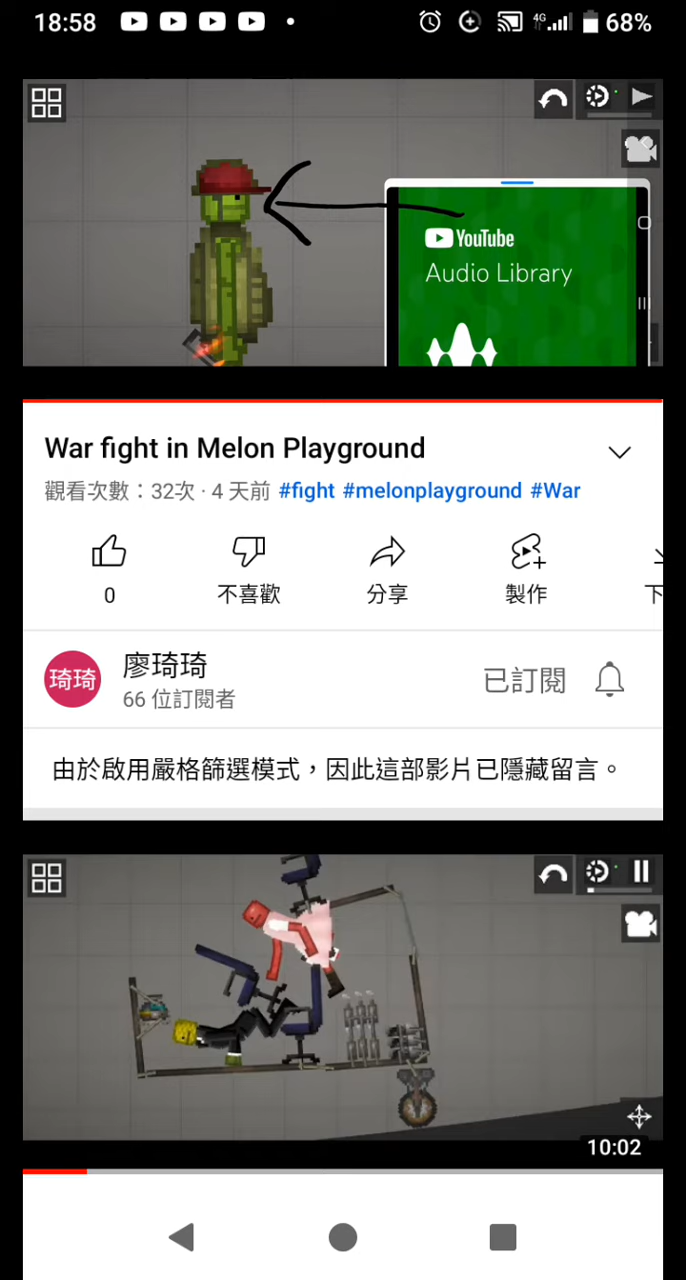 18:58
4G
68%
YouTube
Audio Library
War fight in Melon Playground
觀看次數：32次 · 4 天前 #fight #melonplayground #War
0
不喜歡
分享
製作
下
琦琦
廖琦琦
66 位訂閱者
已訂閱
由於啟用嚴格篩選模式，因此這部影片已隱藏留言。
10:02